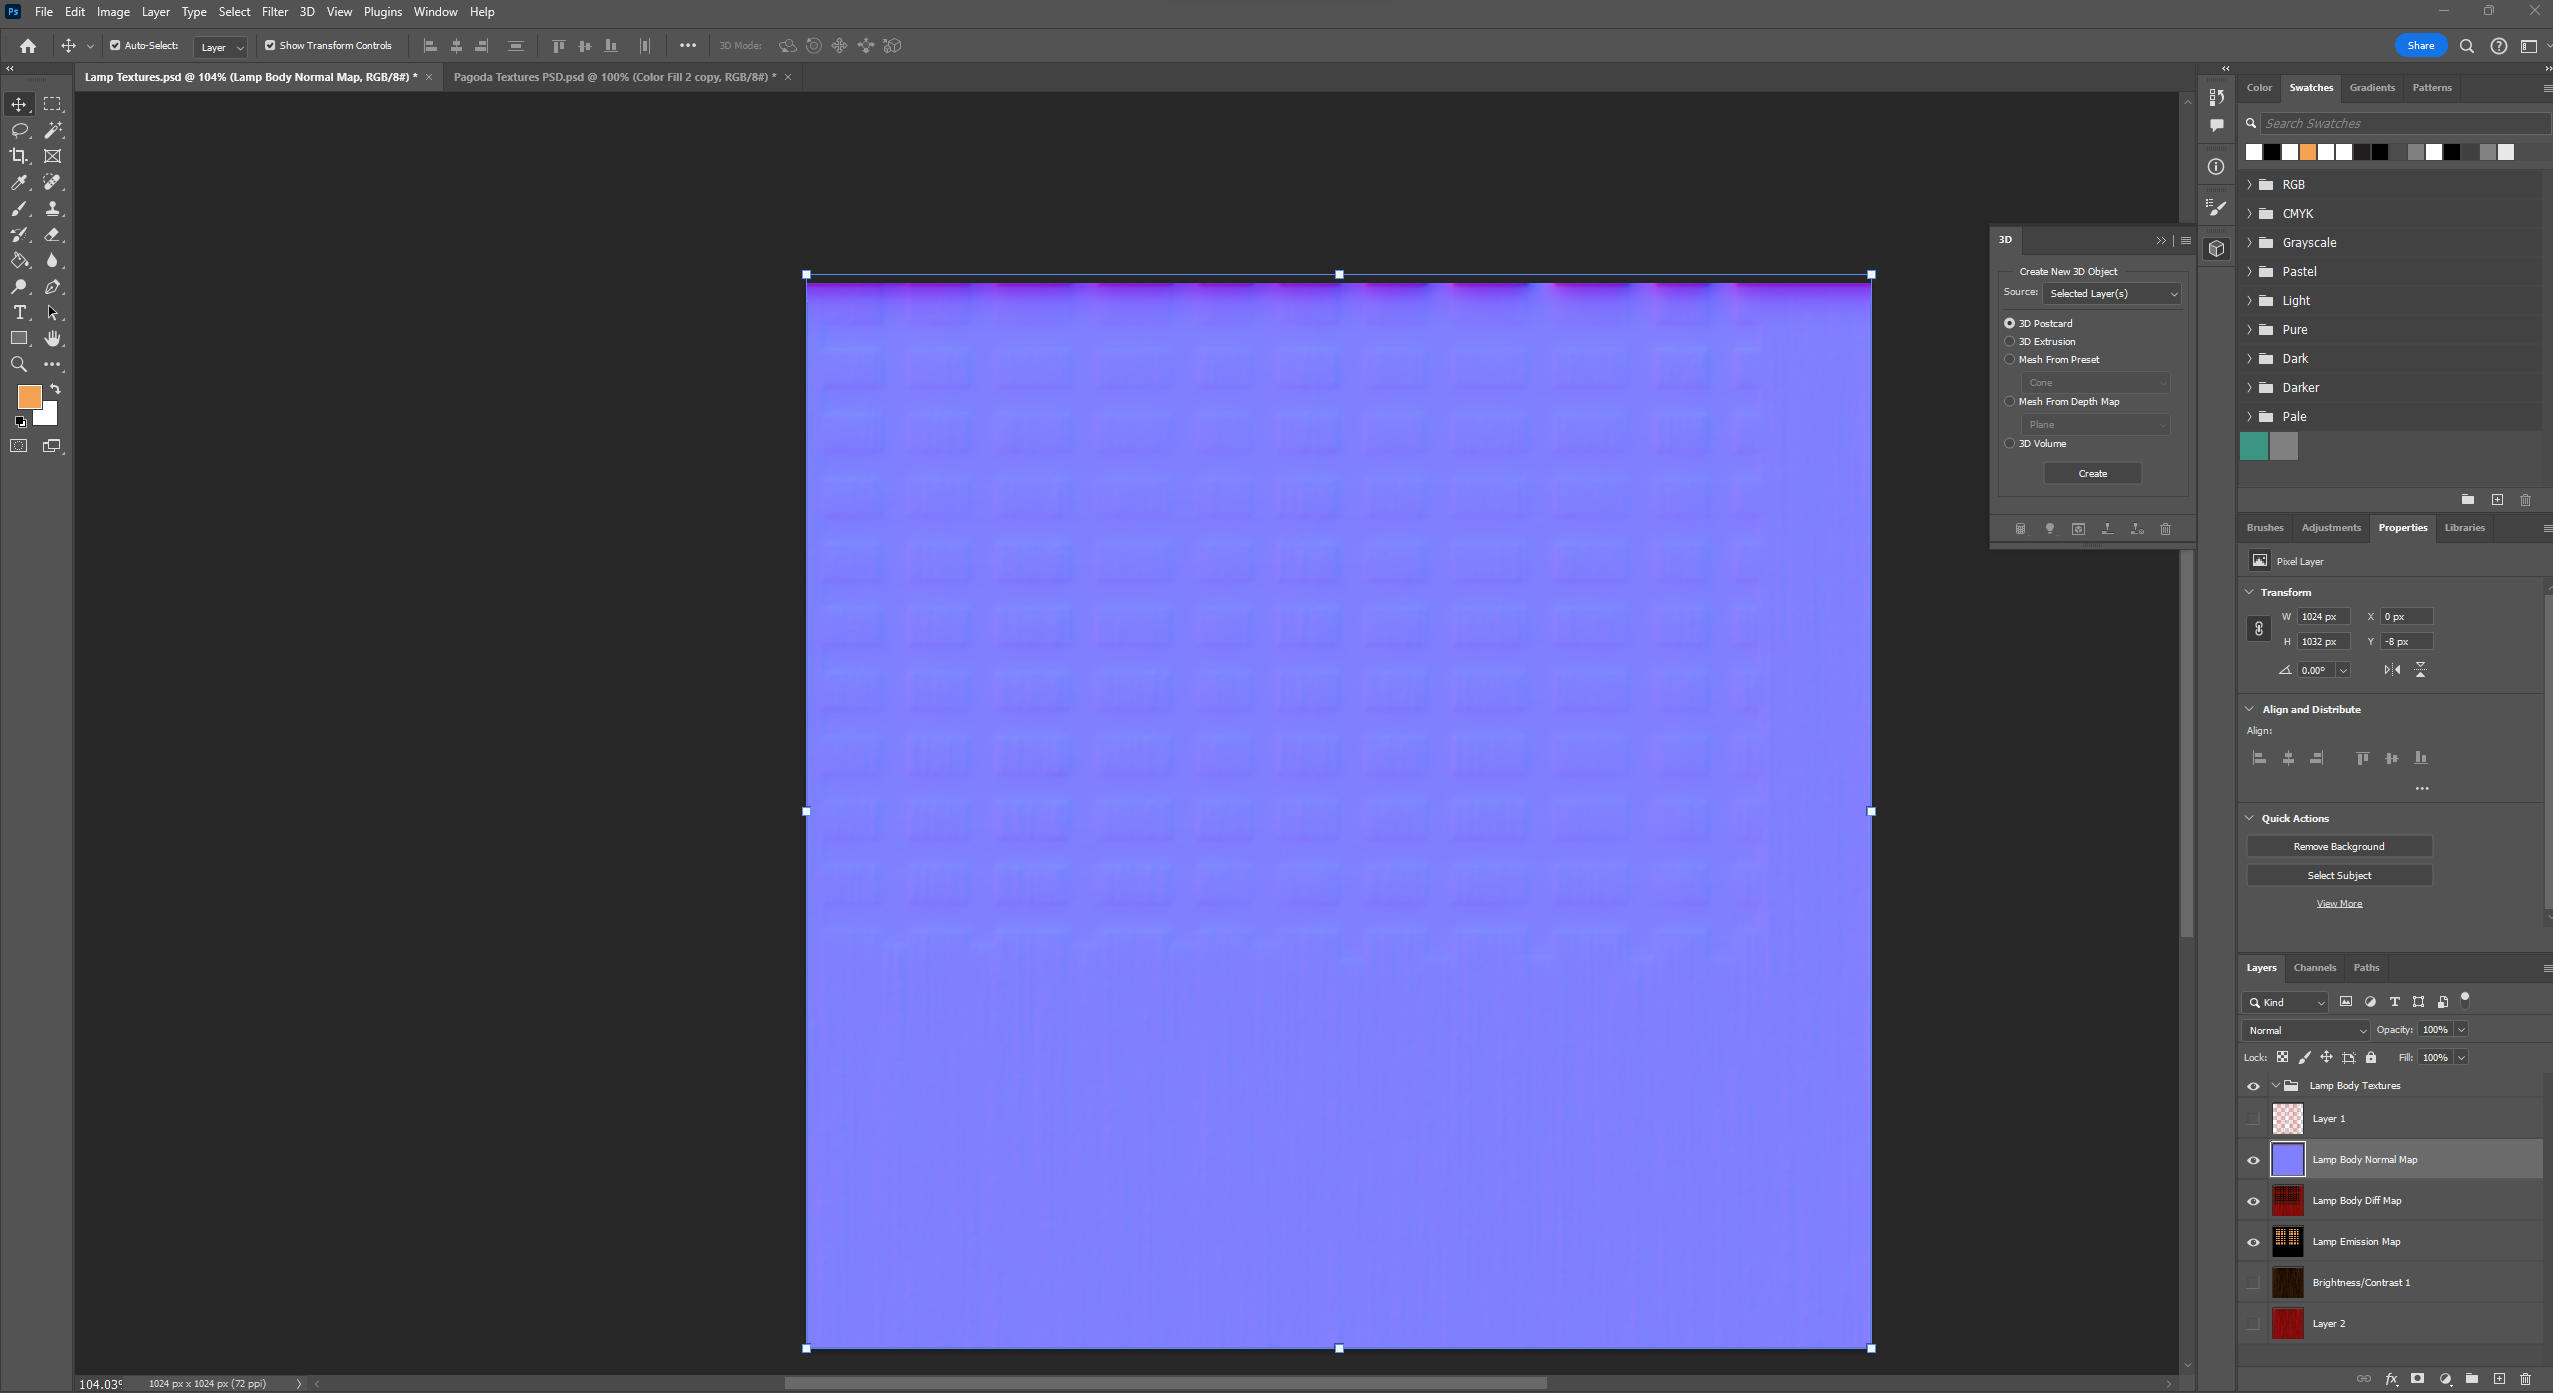 Ps File Edit Image Layer Type Select Filter 3D View Plugins Window Help
Auto-Select: Layer Show Transform Controls 3D Mode: Share
Lamp Textures.psd @ 104% (Lamp Body Normal Map, RGB/8#) * Pagoda Textures PSD.psd @ 100% (Color Fill 2 copy, RGB/8#) *
Color Swatches Gradients Patterns
Search Swatches
RGB
CMYK
Grayscale
Pastel
Light
Pure
Dark
Darker
Pale
3D
Create New 3D Object
Source: Selected Layer(s)
3D Postcard
3D Extrusion
Mesh From Preset
Cone
Mesh From Depth Map
Plane
3D Volume
Create
Brushes Adjustments Properties Libraries
Pixel Layer
Transform
W 1024 px X 0 px
H 1032 px Y -8 px
0.00°
Align and Distribute
Align:
Quick Actions
Remove Background
Select Subject
View More
Layers Channels Paths
Kind
Normal Opacity: 100%
Lock: Fill: 100%
Lamp Body Textures
Layer 1
Lamp Body Normal Map
Lamp Body Diff Map
Lamp Emission Map
Brightness/Contrast 1
Layer 2
fx
104.03% 1024 px x 1024 px (72 ppi)